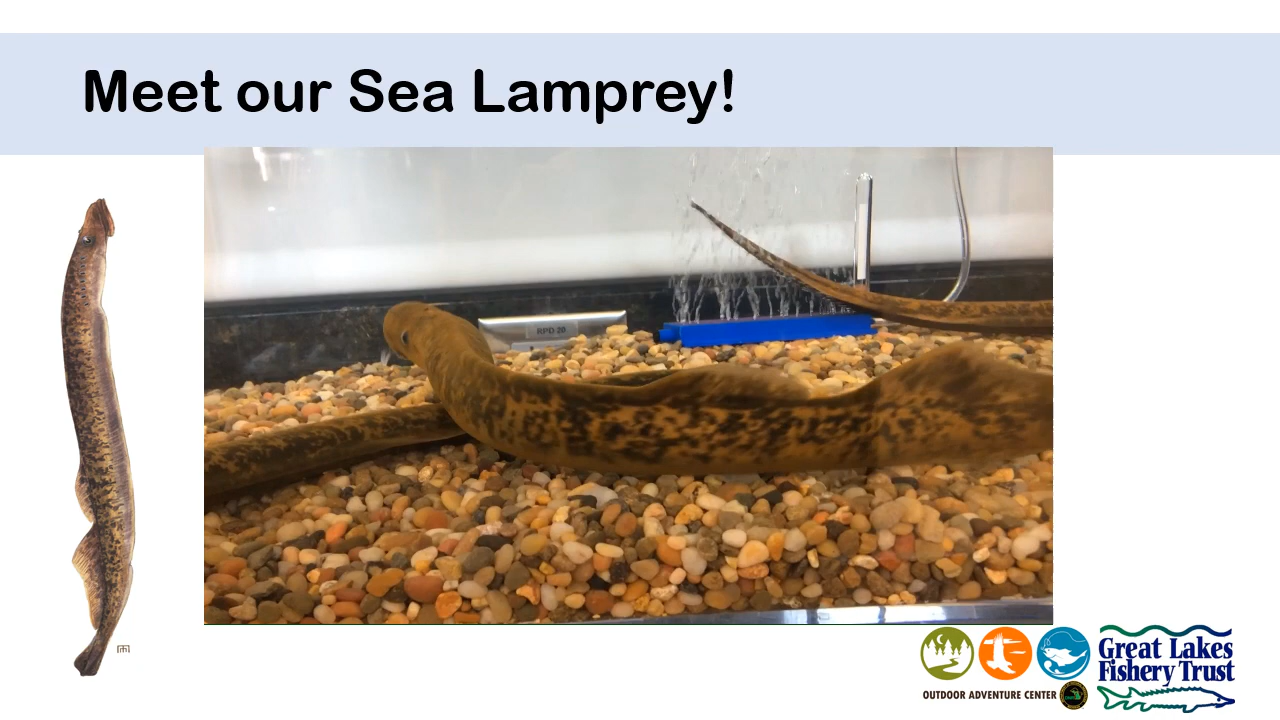 Meet our Sea Lamprey!
RPD 20
OUTDOOR ADVENTURE CENTER
Great Lakes
Fishery Trust